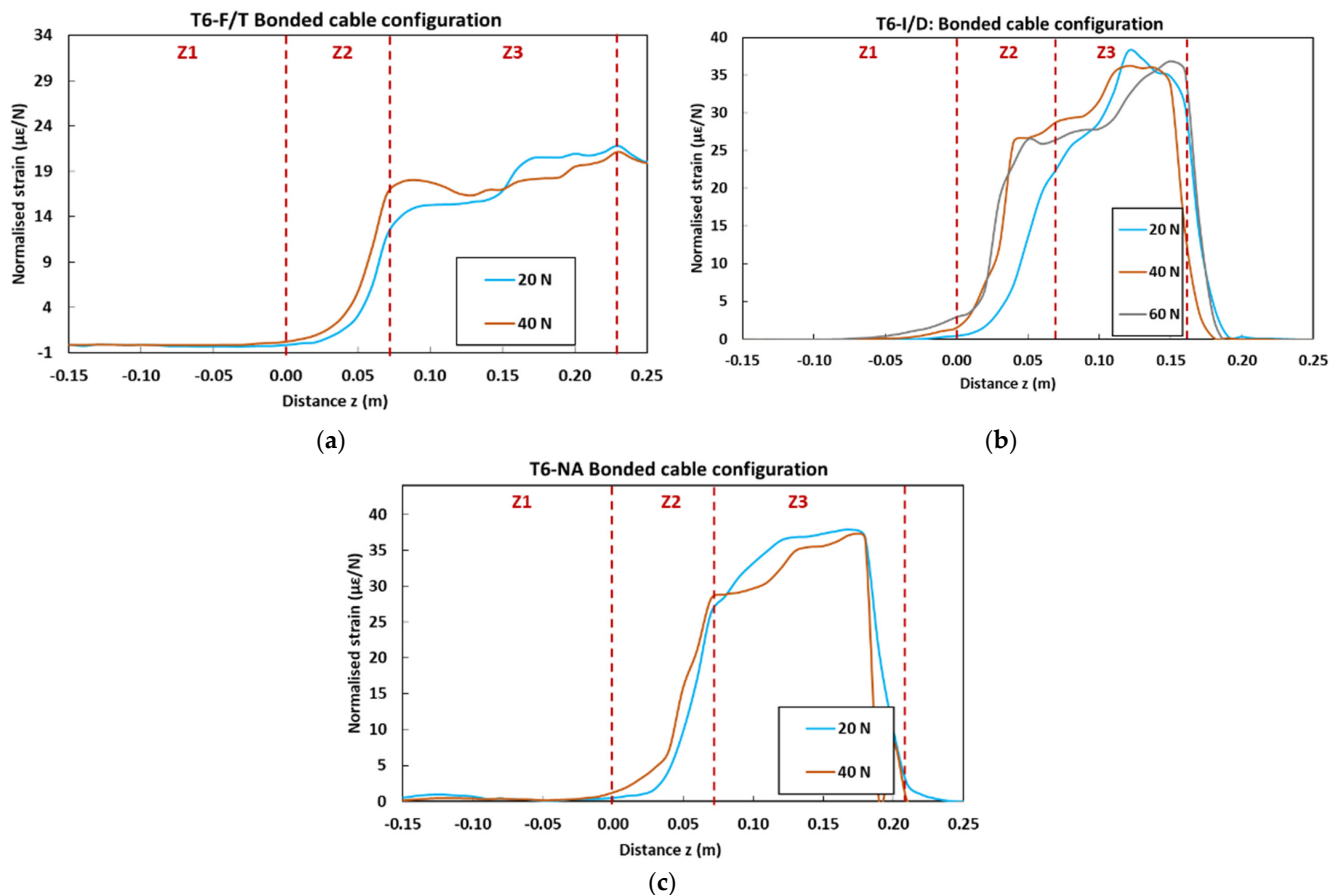 T6-F/T Bonded cable configuration
34
29
24
19
14
9
4
-1
Normalised strain (με/N)
Z1
Z2
Z3
20 N
40 N
-0.15 -0.10 -0.05 0.00 0.05 0.10 0.15 0.20 0.25
Distance z (m)
(a)
T6-I/D: Bonded cable configuration
40
35
30
25
20
15
10
5
0
Normalised strain (με/N)
Z1
Z2
Z3
20 N
40 N
60 N
-0.15 -0.10 -0.05 0.00 0.05 0.10 0.15 0.20 0.25
Distance z (m)
(b)
T6-NA Bonded cable configuration
40
35
30
25
20
15
10
5
0
Normalised strain (με/N)
Z1
Z2
Z3
20 N
40 N
-0.15 -0.10 -0.05 0.00 0.05 0.10 0.15 0.20 0.25
Distance z (m)
(c)